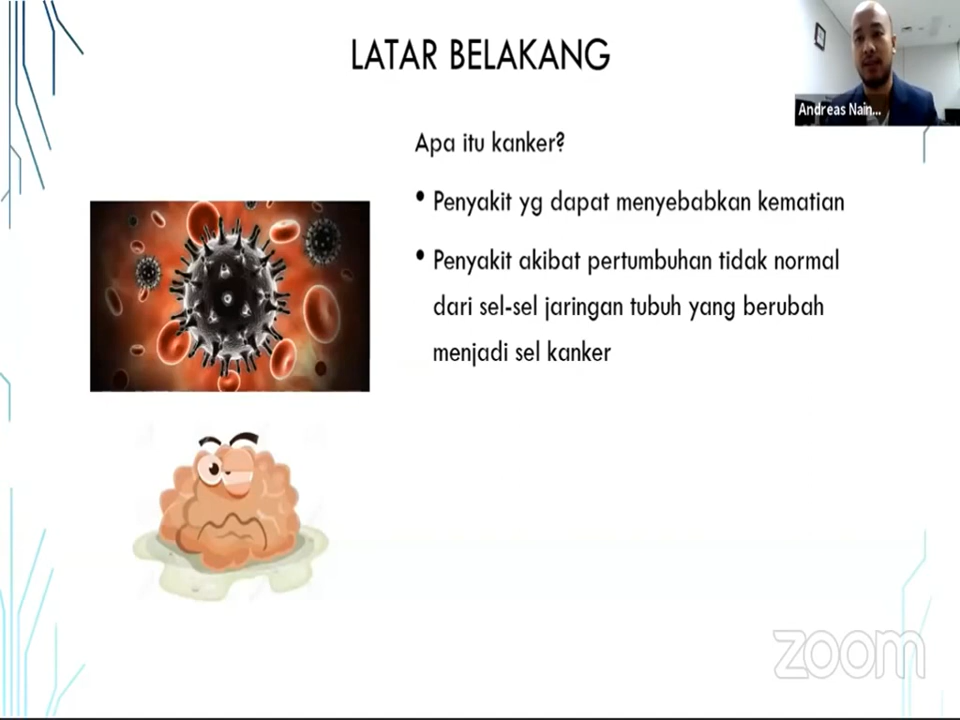 LATAR BELAKANG
Andreas Nain...
Apa itu kanker?
• Penyakit yg dapat menyebabkan kematian
• Penyakit akibat pertumbuhan tidak normal
dari sel-sel jaringan tubuh yang berubah
menjadi sel kanker
zoom